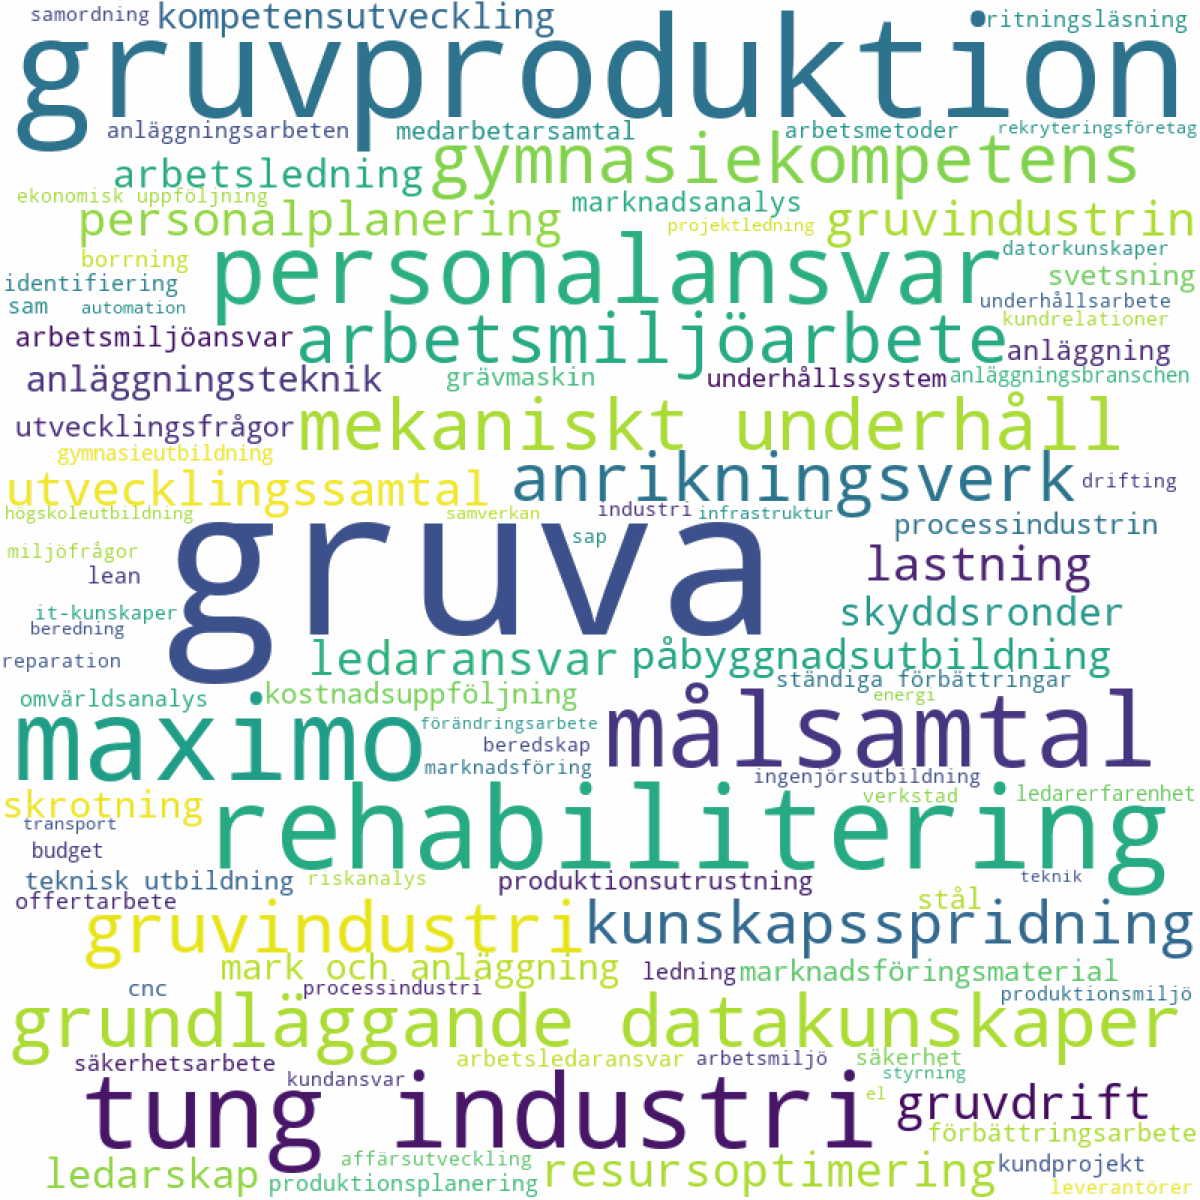 samordning kompetensutveckling ritningsläsning
gruvproduktion
anläggningsarbeten medarbetarsamtal arbetsmetoder rekryteringsföretag
arbetsledning gymnasiekompetens
ekonomisk uppföljning marknadsanalys
personalplanering projektledning gruvindustrin
borrning personalansvar datorkunskaper
identifiering svetsning
sam automation underhållsarbete
arbetsmiljöansvar arbetsmiljöarbete kundrelationer
anläggning
anläggningsteknik grävmaskin underhållssystem anläggningsbranschen
utvecklingsfrågor mekaniskt underhåll
gymnasieutbildning
utvecklingssamtal anrikningsverk drifting
högskoleutbildning samverkan industri infrastruktur
gruva sap processindustrin
miljöfrågor lastning
lean
it-kunskaper skyddsronder
beredning
reparation ledaransvar påbyggnadsutbildning
omvärldsanalys kostnadsuppföljning ständiga förbättringar
energi
maximo förändringsarbete målsamtal
beredskap
marknadsföring ingenjörsutbildning
skrotning rehabilitering verkstad ledarerfarenhet
transport
budget
teknisk utbildning riskanalys produktionsutrustning teknik
offertarbete stål
gruvindustri kunskapsspridning
mark och anläggning ledning marknadsföringsmaterial
cnc processindustri produktionsmiljö
grundläggande datakunskaper
säkerhetsarbete arbetsledaransvar arbetsmiljö säkerhet
kundansvar styrning
tung industri el gruvdrift
förbättringsarbete
ledarskap affärsutveckling resursoptimering kundprojekt
produktionsplanering leverantörer